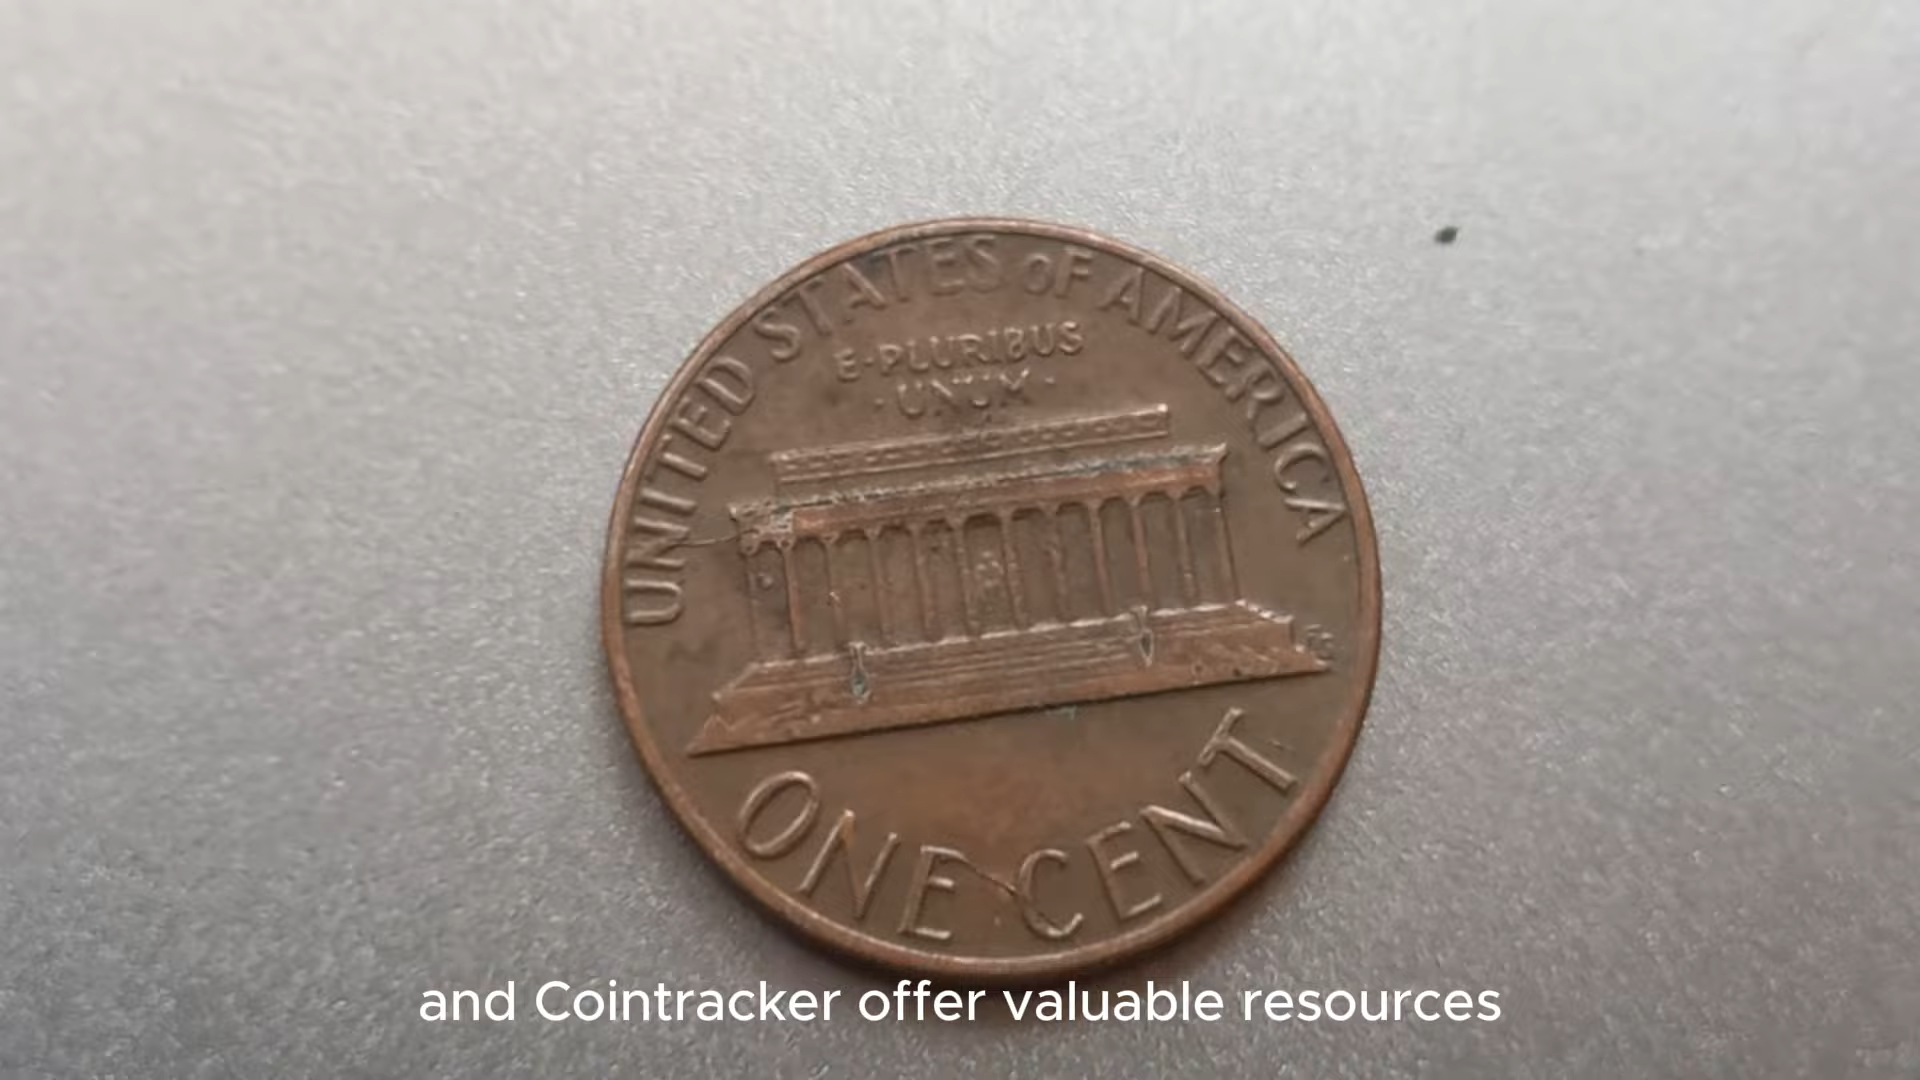 UNITED STATES OF AMERICA
E·PLURIBUS
·UNUM·
ONE CENT
and Cointracker offer valuable resources